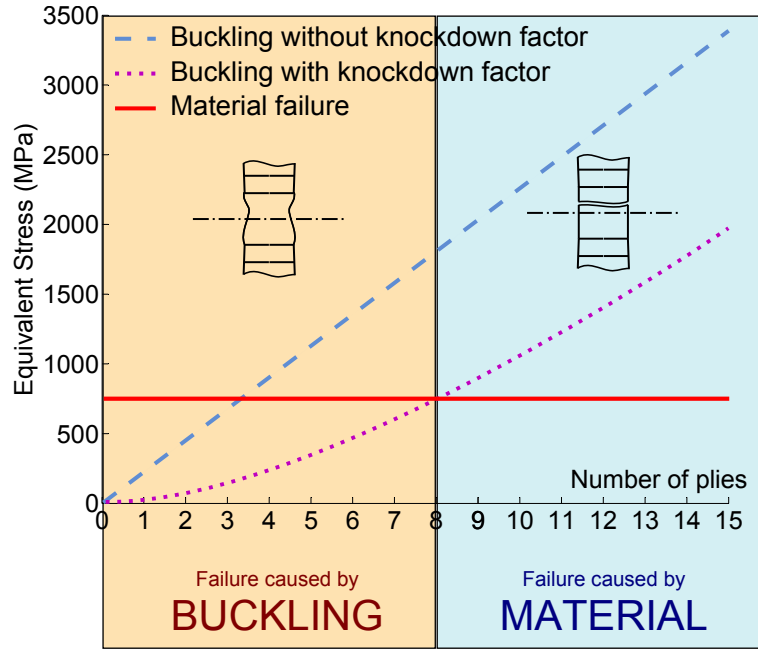 3500
3000
2500
2000
1500
1000
500
0
Equivalent Stress (MPa)
Buckling without knockdown factor
Buckling with knockdown factor
Material failure
Number of plies
0 1 2 3 4 5 6 7 8 9 10 11 12 13 14 15
Failure caused by
BUCKLING
Failure caused by
MATERIAL